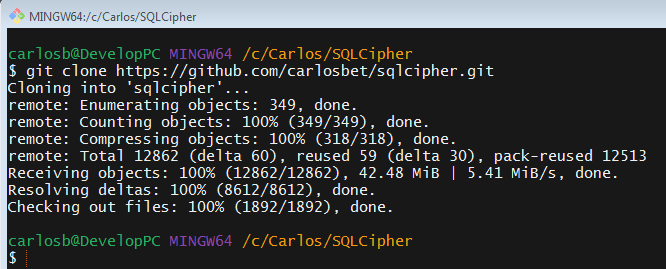 MINGW64:/c/Carlos/SQLCipher
carlosb@DevelopPC MINGW64 /c/Carlos/SQLCipher
$ git clone https://github.com/carlosbet/sqlcipher.git
Cloning into 'sqlcipher'...
remote: Enumerating objects: 349, done.
remote: Counting objects: 100% (349/349), done.
remote: Compressing objects: 100% (318/318), done.
remote: Total 12862 (delta 60), reused 59 (delta 30), pack-reused 12513
Receiving objects: 100% (12862/12862), 42.48 MiB | 5.41 MiB/s, done.
Resolving deltas: 100% (8612/8612), done.
Checking out files: 100% (1892/1892), done.
carlosb@DevelopPC MINGW64 /c/Carlos/SQLCipher
$